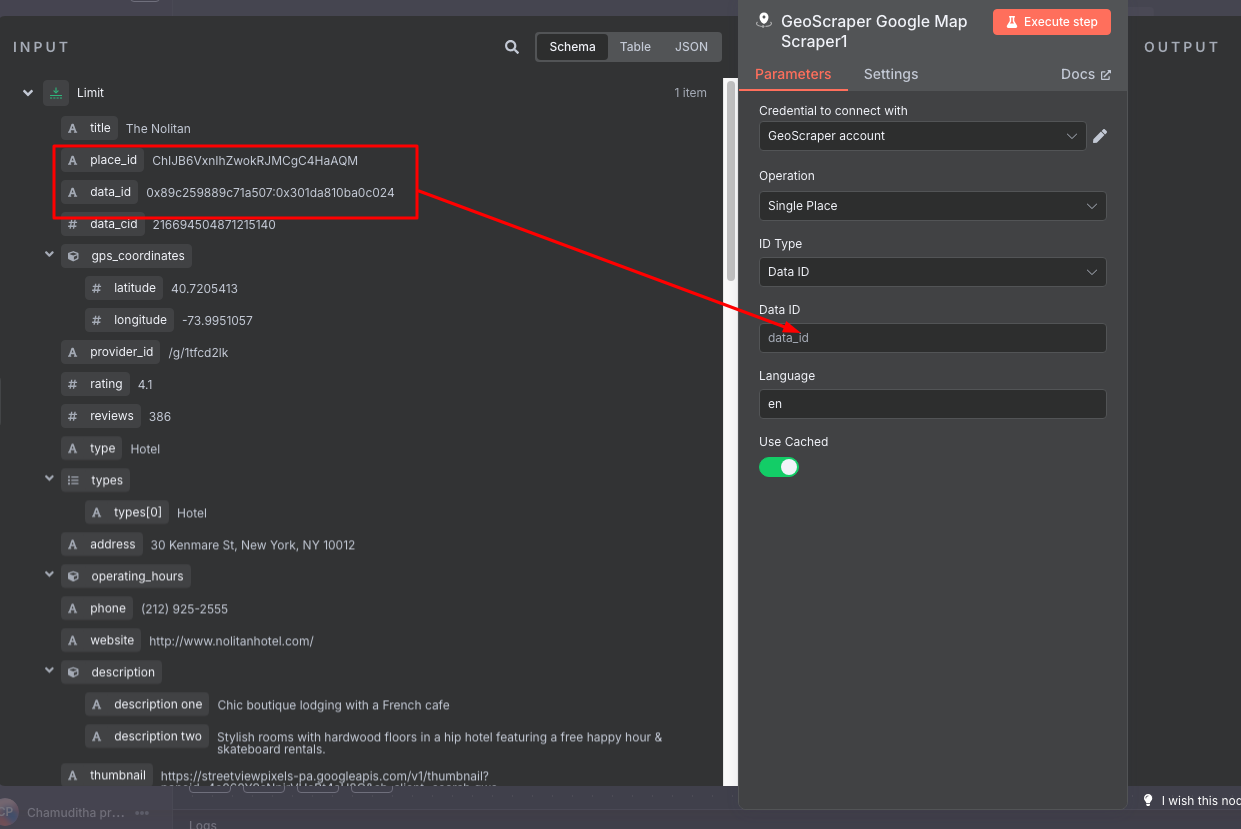 INPUT
Schema
Table
JSON
Limit
1 item
title The Nolitan
place_id ChIJB6VxnIhZwokRJMCgC4HaAQM
data_id 0x89c259889c71a507:0x301da810ba0c024
data_cid 216694504871215140
gps_coordinates
latitude 40.7205413
longitude -73.9951057
provider_id /g/1tfcd2lk
rating 4.1
reviews 386
type Hotel
types
types[0] Hotel
address 30 Kenmare St, New York, NY 10012
operating_hours
phone (212) 925-2555
website http://www.nolitanhotel.com/
description
description one Chic boutique lodging with a French cafe
description two Stylish rooms with hardwood floors in a hip hotel featuring a free happy hour &
skateboard rentals.
thumbnail https://streetviewpixels-pa.googleapis.com/v1/thumbnail?
CP Chamuditha pr... •••
Logs
GeoScraper Google Map
Scraper1
Execute step
Parameters
Settings
Docs
Credential to connect with
GeoScraper account
Operation
Single Place
ID Type
Data ID
Data ID
data_id
Language
en
Use Cached
OUTPUT
I wish this nod